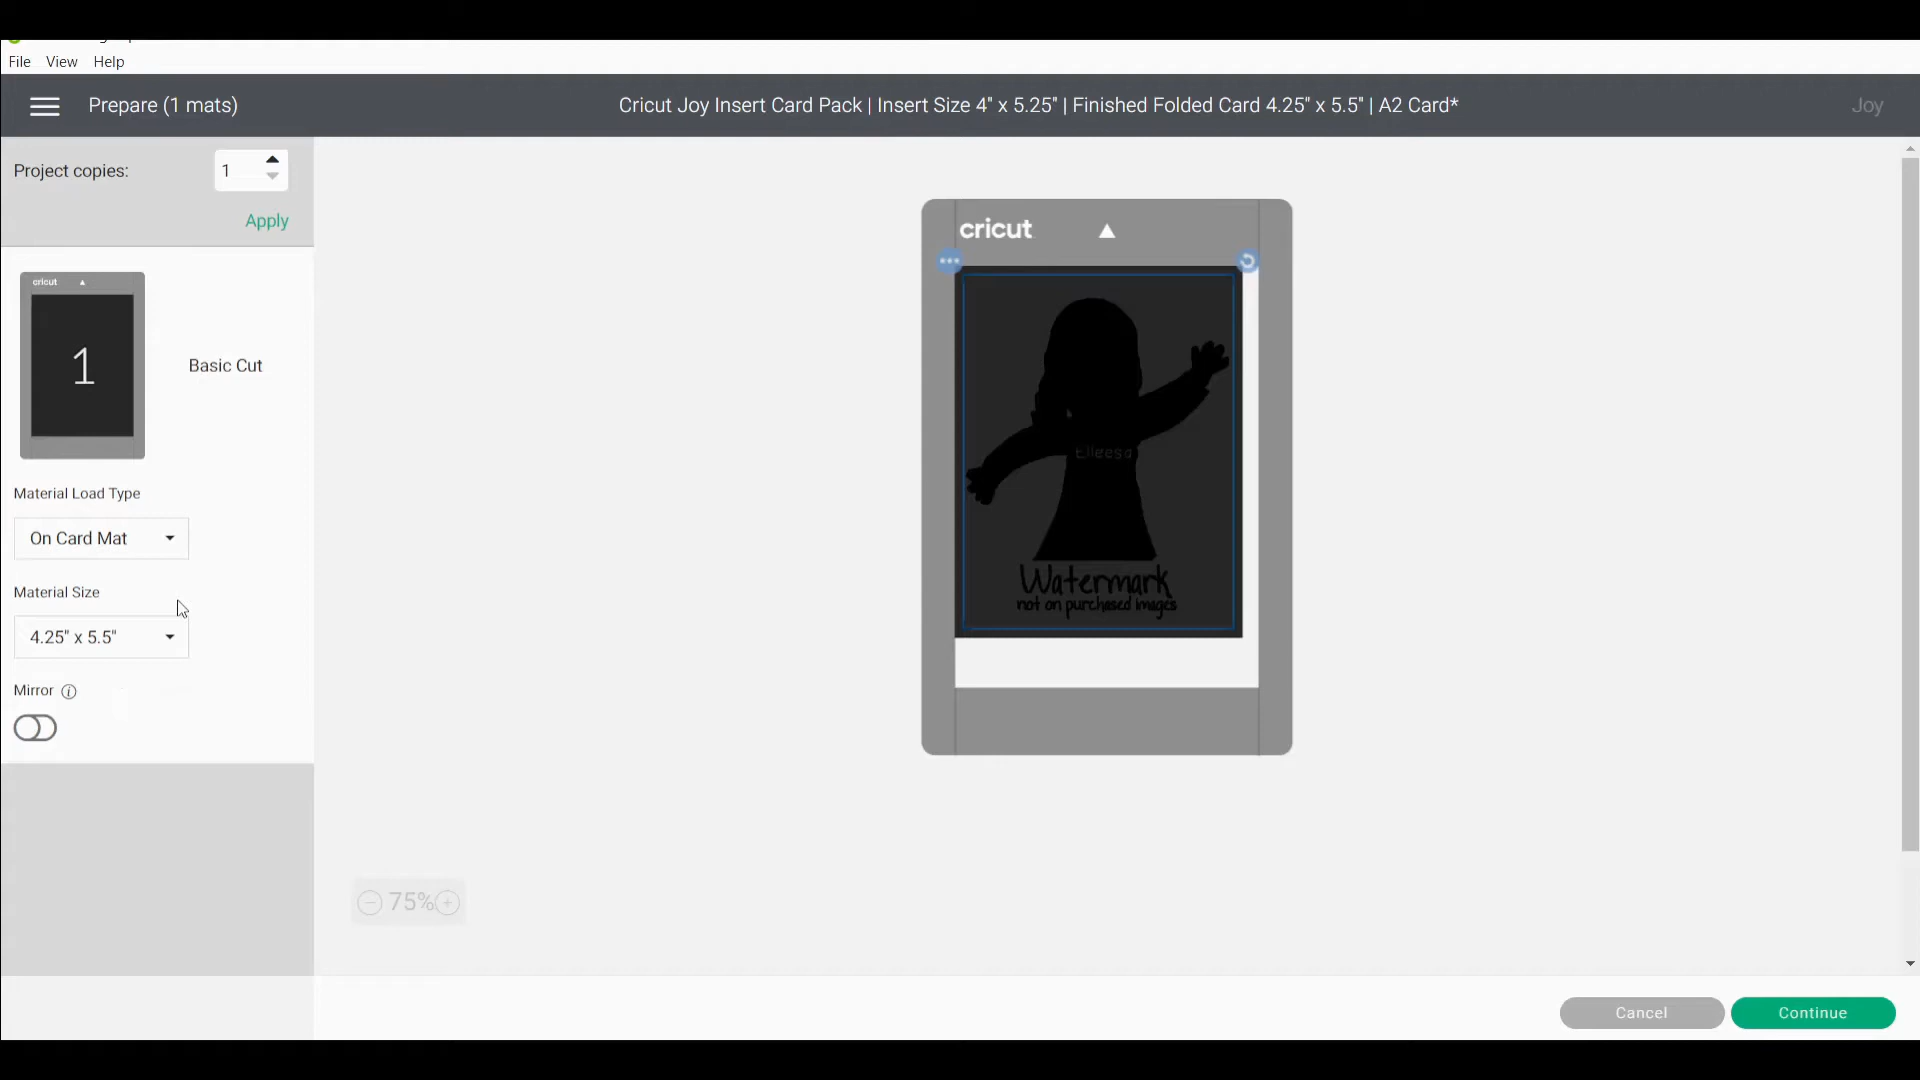 File View Help
Prepare (1 mats)
Cricut Joy Insert Card Pack | Insert Size 4" x 5.25" | Finished Folded Card 4.25" x 5.5" | A2 Card*
Joy
Project copies:
1
Apply
cricut
1
Basic Cut
Material Load Type
On Card Mat
Material Size
4.25" x 5.5"
Mirror
cricut
Elleesa
Watermark
not on purchased images
75%
Cancel
Continue